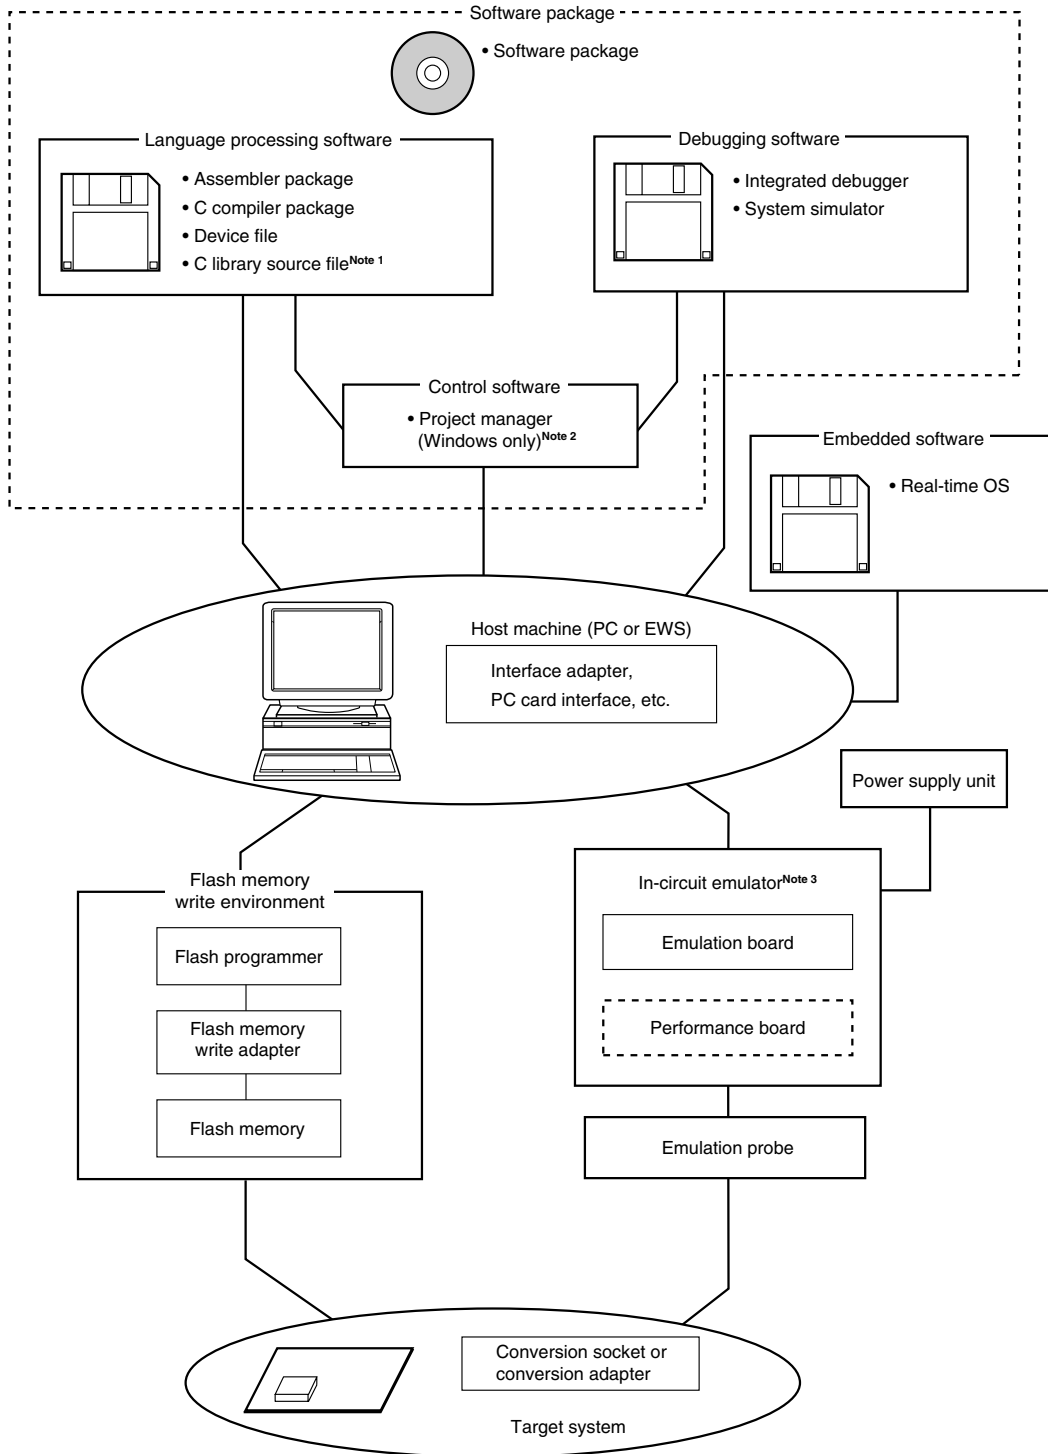 Software package
• Software package
Language processing software
• Assembler package
• C compiler package
• Device file
• C library source fileNote 1
Debugging software
• Integrated debugger
• System simulator
Control software
• Project manager
(Windows only)Note 2
Embedded software
• Real-time OS
Host machine (PC or EWS)
Interface adapter,
PC card interface, etc.
Power supply unit
Flash memory
write environment
Flash programmer
Flash memory
write adapter
Flash memory
In-circuit emulatorNote 3
Emulation board
Performance board
Emulation probe
Conversion socket or
conversion adapter
Target system